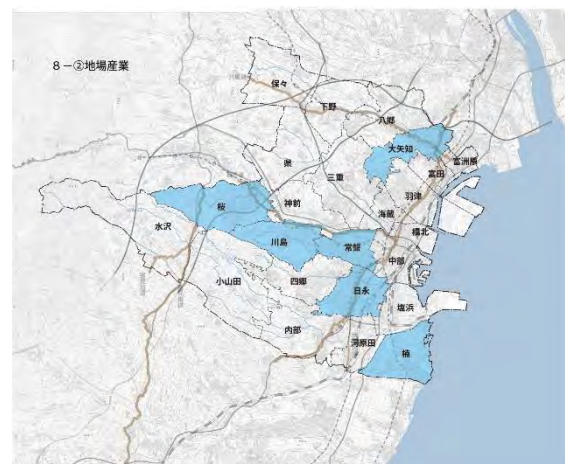 8－②地場産業
保々
下野
八郷
大矢知
富洲原
富田
県
三重
羽津
桜
神前
海蔵
橋北
水沢
川島
常盤
中部
小山田
四郷
日永
塩浜
内部
河原田
楠